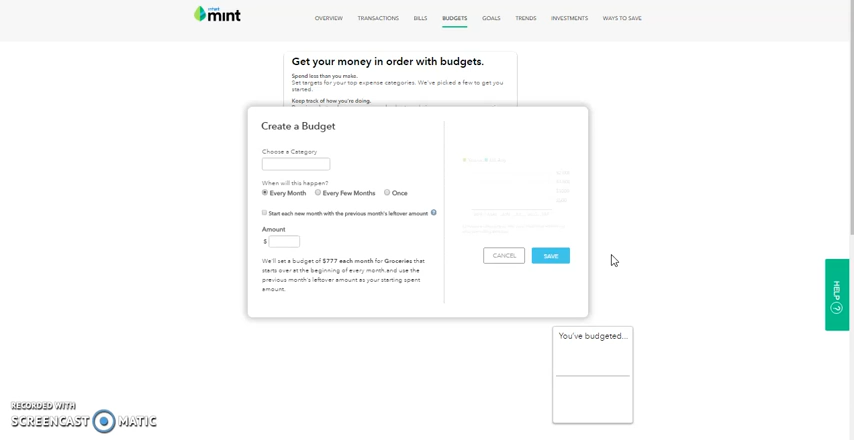 intuit
mint
OVERVIEW TRANSACTIONS BILLS BUDGETS GOALS TRENDS INVESTMENTS WAYS TO SAVE
Get your money in order with budgets.
Spend less than you make.
Set targets for your top expense categories. We've picked a few to get you
started.
Keep track of how you're doing.
Create a Budget
Choose a Category
When will this happen?
Every Month Every Few Months Once
Start each new month with the previous month's leftover amount ?
Amount
$
We'll set a budget of $777 each month for Groceries that
starts over at the beginning of every month.and use the
previous month's leftover amount as your starting spent
amount.
CANCEL SAVE
HELP ?
You've budgeted...
RECORDED WITH
SCREENCAST MATIC